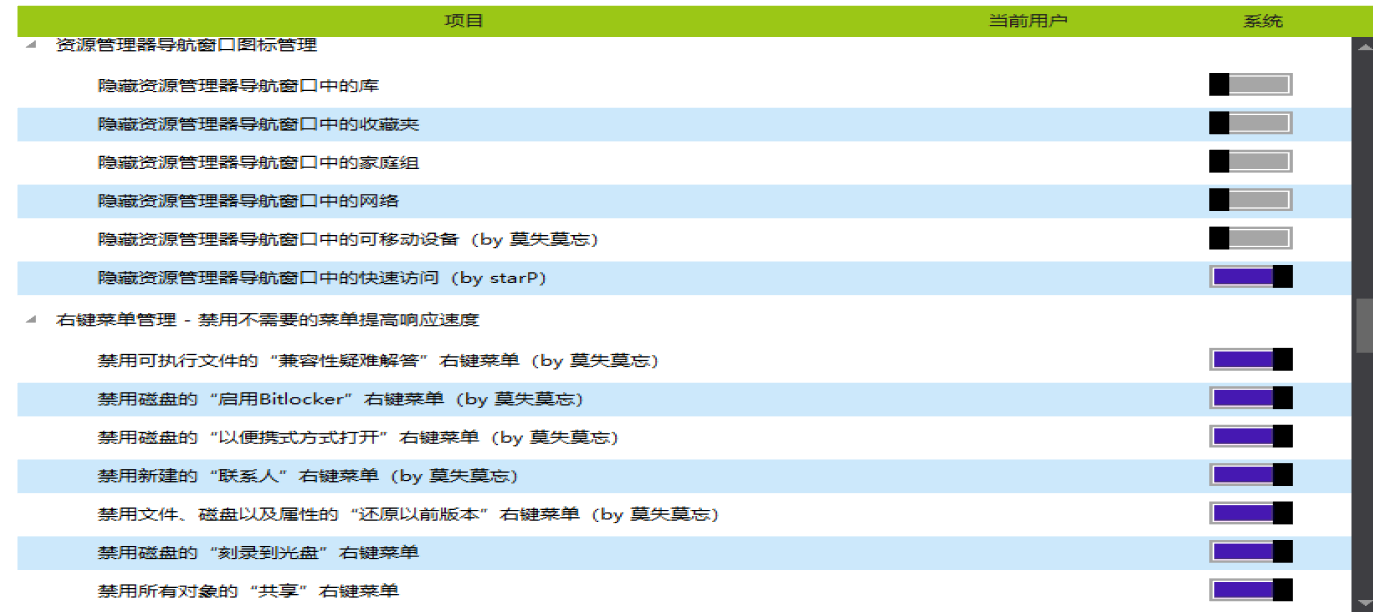 项目 当前用户 系统
资源管理器导航窗口图标管理
隐藏资源管理器导航窗口中的库
隐藏资源管理器导航窗口中的收藏夹
隐藏资源管理器导航窗口中的家庭组
隐藏资源管理器导航窗口中的网络
隐藏资源管理器导航窗口中的可移动设备（by 莫失莫忘）
隐藏资源管理器导航窗口中的快速访问（by starP）
右键菜单管理 - 禁用不需要的菜单提高响应速度
禁用可执行文件的“兼容性疑难解答”右键菜单（by 莫失莫忘）
禁用磁盘的“启用Bitlocker”右键菜单（by 莫失莫忘）
禁用磁盘的“以便携式方式打开”右键菜单（by 莫失莫忘）
禁用新建的“联系人”右键菜单（by 莫失莫忘）
禁用文件、磁盘以及属性的“还原以前版本”右键菜单（by 莫失莫忘）
禁用磁盘的“刻录到光盘”右键菜单
禁用所有对象的“共享”右键菜单